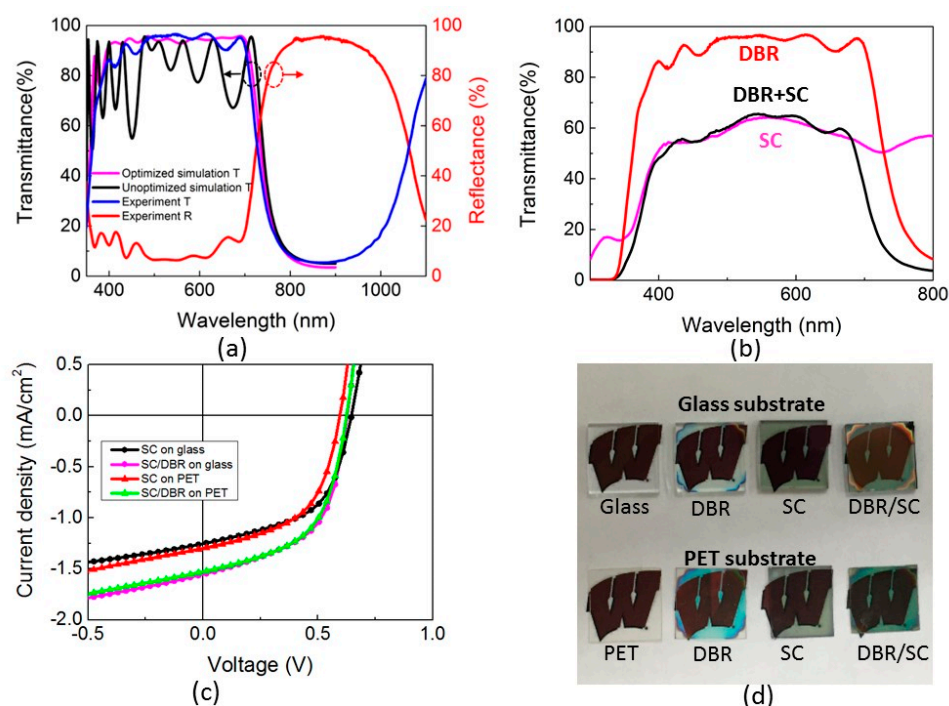 (a)
100
80
60
40
20
0
Transmittance(%)
100
80
60
40
20
0
Reflectance (%)
Optimized simulation T
Unoptimized simulation T
Experiment T
Experiment R
400
600
800
1000
Wavelength (nm)
100
80
60
40
20
0
Transmittance(%)
DBR
DBR+SC
SC
400
600
800
Wavelength (nm)
(b)
0.5
0.0
-0.5
-1.0
-1.5
-2.0
Current density (mA/cm²)
SC on glass
SC/DBR on glass
SC on PET
SC/DBR on PET
-0.5
0.0
0.5
1.0
Voltage (V)
(c)
Glass substrate
Glass
DBR
SC
DBR/SC
PET substrate
PET
DBR
SC
DBR/SC
(d)